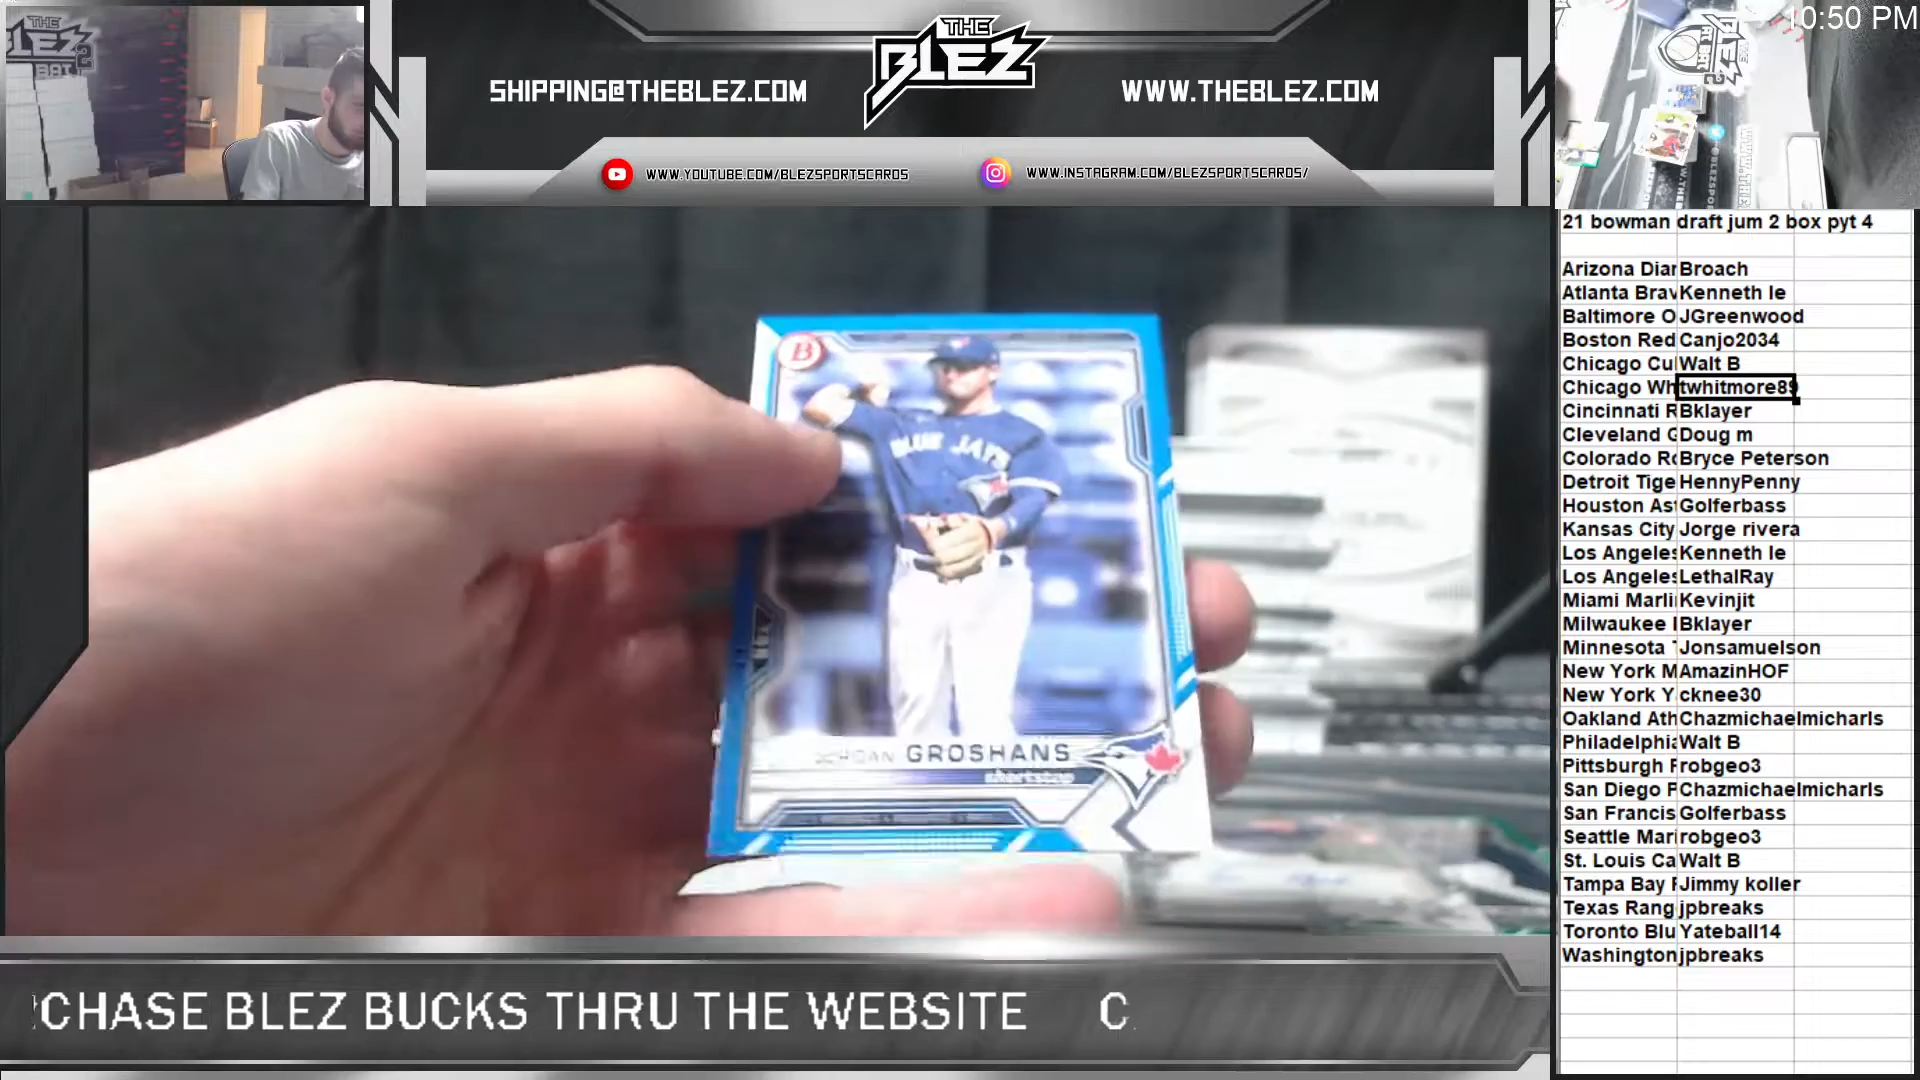 THE BLEZ
SHIPPING@THEBLEZ.COM
WWW.THEBLEZ.COM
WWW.YOUTUBE.COM/BLEZSPORTSCARDS
WWW.INSTAGRAM.COM/BLEZSPORTSCARDS/
0:50 PM
21 bowman draft jum 2 box pyt 4
Arizona Diar Broach
Atlanta Brav Kenneth le
Baltimore O JGreenwood
Boston Red Canjo2034
Chicago Cul Walt B
Chicago Wh twhitmore89
Cincinnati R Bklayer
Cleveland G Doug m
Colorado Ro Bryce Peterson
Detroit Tige HennyPenny
Houston Ast Golferbass
Kansas City Jorge rivera
Los Angeles Kenneth le
Los Angeles LethalRay
Miami Marli Kevinjit
Milwaukee Bklayer
Minnesota Jonsamuelson
New York M AmazinHOF
New York Y cknee30
Oakland Ath Chazmichaelmicharls
Philadelphia Walt B
Pittsburgh P robgeo3
San Diego P Chazmichaelmicharls
San Francis Golferbass
Seattle Mari robgeo3
St. Louis Ca Walt B
Tampa Bay Jimmy koller
Texas Rang jpbreaks
Toronto Blu Yateball14
Washington jpbreaks
B
BLUE JAYS
JORDAN GROSHANS
shortstop
CHASE BLEZ BUCKS THRU THE WEBSITE C